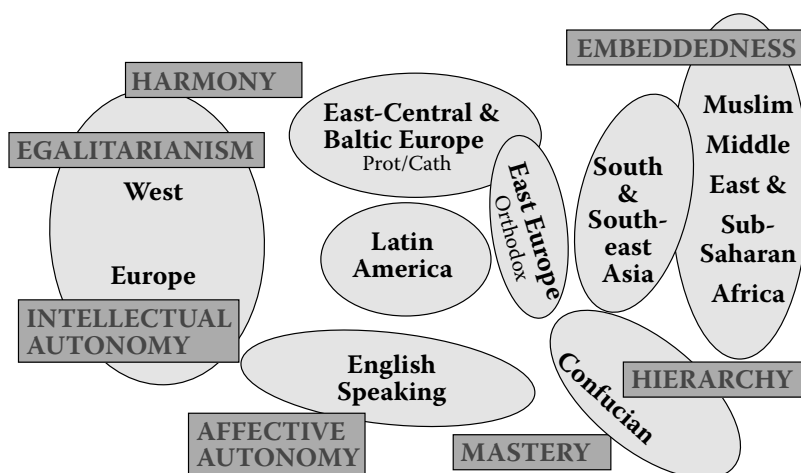 EMBEDDEDNESS
HARMONY
East-Central &
Baltic Europe
Prot/Cath
Muslim
Middle
East &
Sub-
Saharan
Africa
EGALITARIANISM
West
Europe
East Europe
Orthodox
South
&
South-
east
Asia
Latin
America
INTELLECTUAL
AUTONOMY
English
Speaking
Confucian
HIERARCHY
AFFECTIVE
AUTONOMY
MASTERY